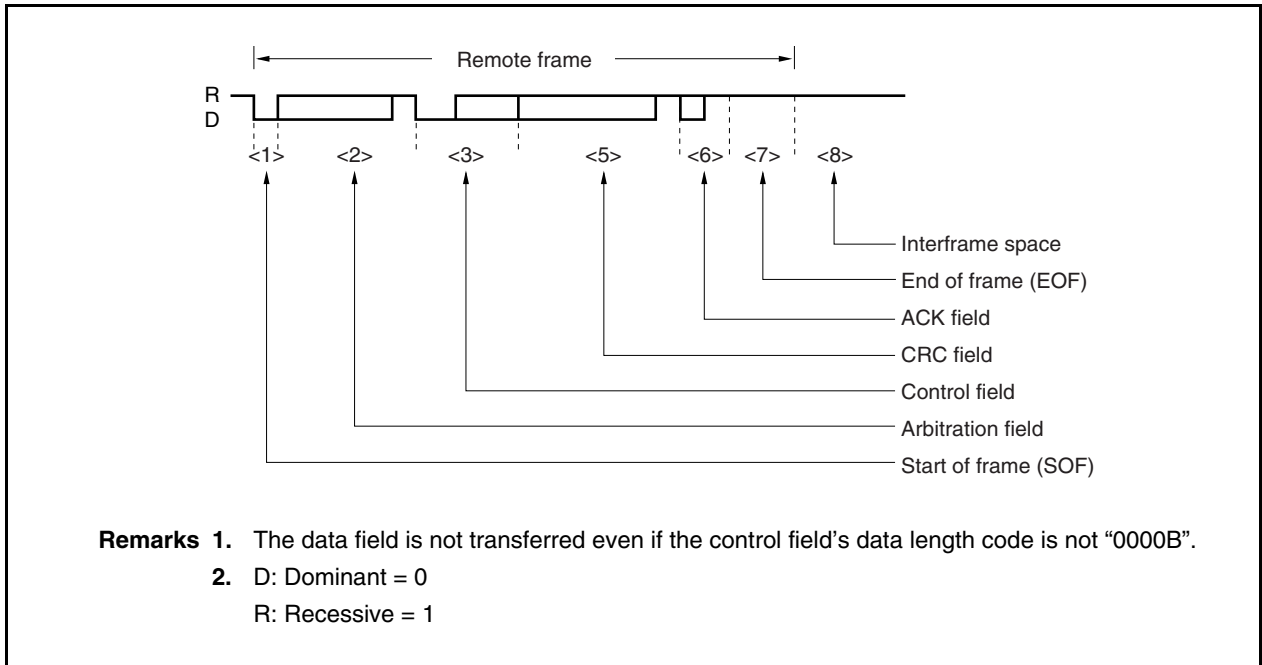 Remote frame
R
D
<1> <2> <3> <5> <6> <7> <8>
Interframe space
End of frame (EOF)
ACK field
CRC field
Control field
Arbitration field
Start of frame (SOF)
Remarks 1. The data field is not transferred even if the control field's data length code is not “0000B”.
2. D: Dominant = 0
R: Recessive = 1